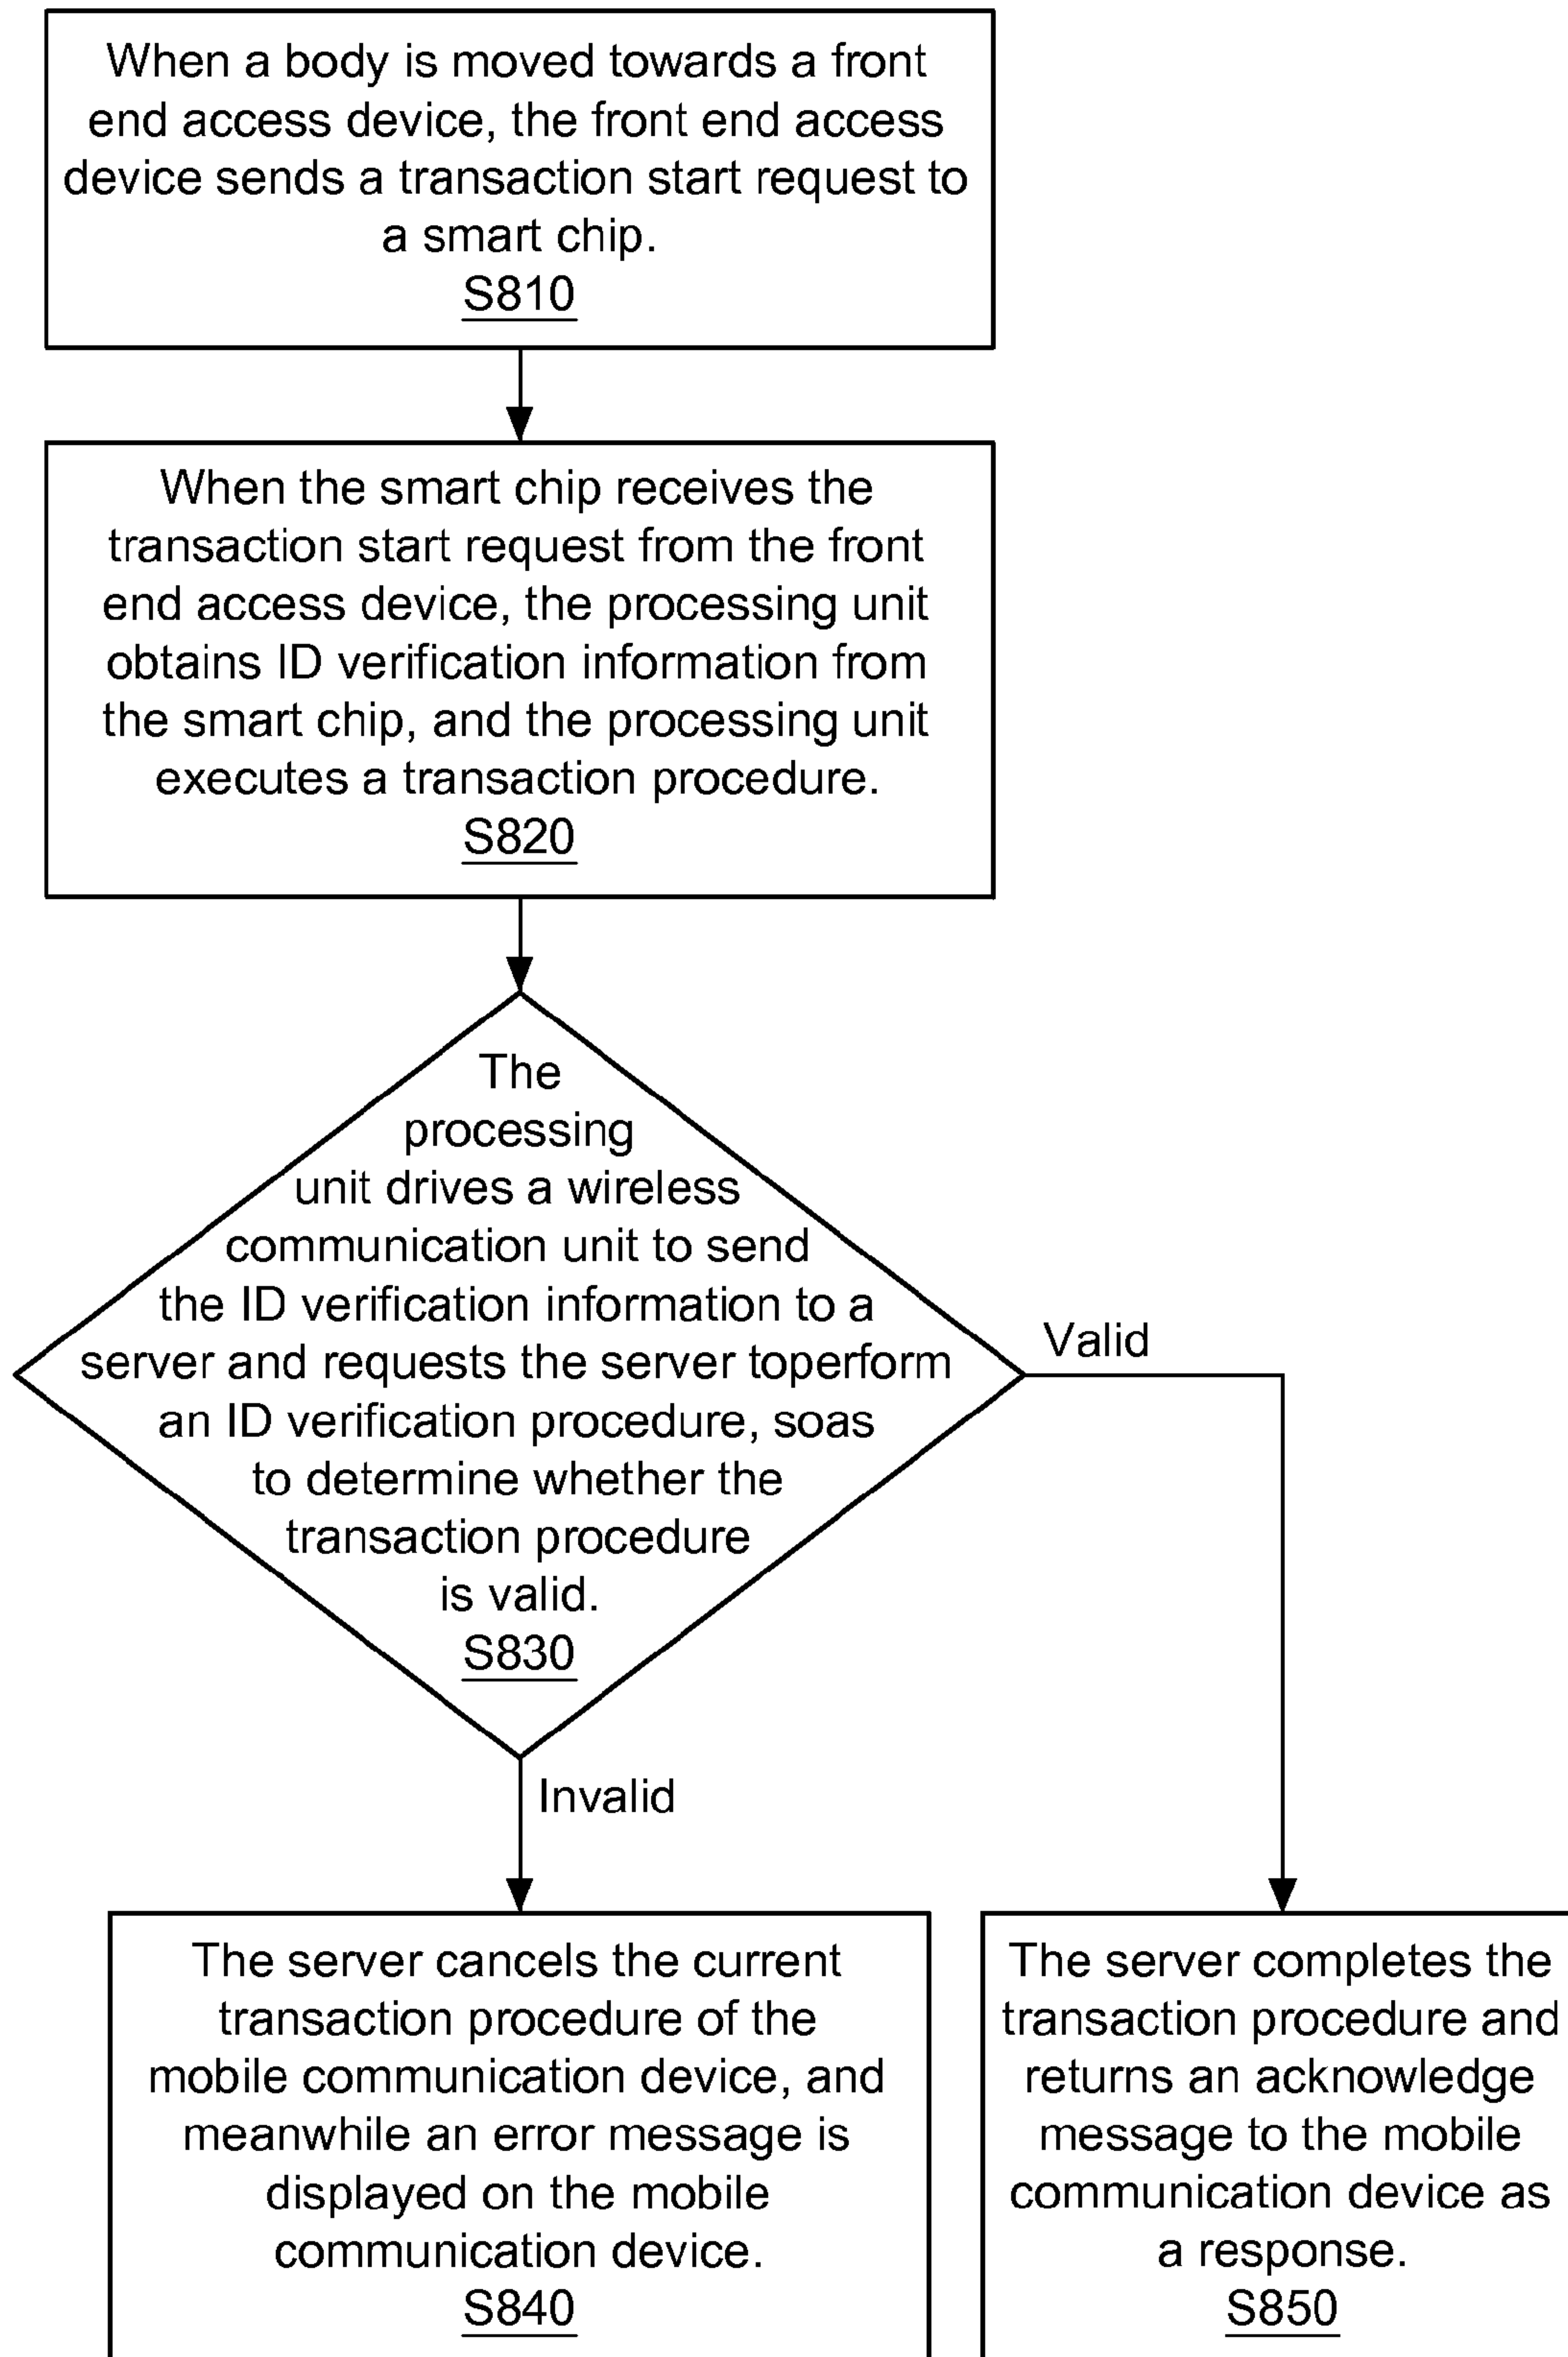 When a body is moved towards a front
end access device, the front end access
device sends a transaction start request to
a smart chip.
S810
When the smart chip receives the
transaction start request from the front
end access device, the processing unit
obtains ID verification information from
the smart chip, and the processing unit
executes a transaction procedure.
S820
The
processing
unit drives a wireless
communication unit to send
the ID verification information to a
server and requests the server toperform
an ID verification procedure, soas
to determine whether the
transaction procedure
is valid.
S830
Valid
Invalid
The server cancels the current
transaction procedure of the
mobile communication device, and
meanwhile an error message is
displayed on the mobile
communication device.
S840
The server completes the
transaction procedure and
returns an acknowledge
message to the mobile
communication device as
a response.
S850